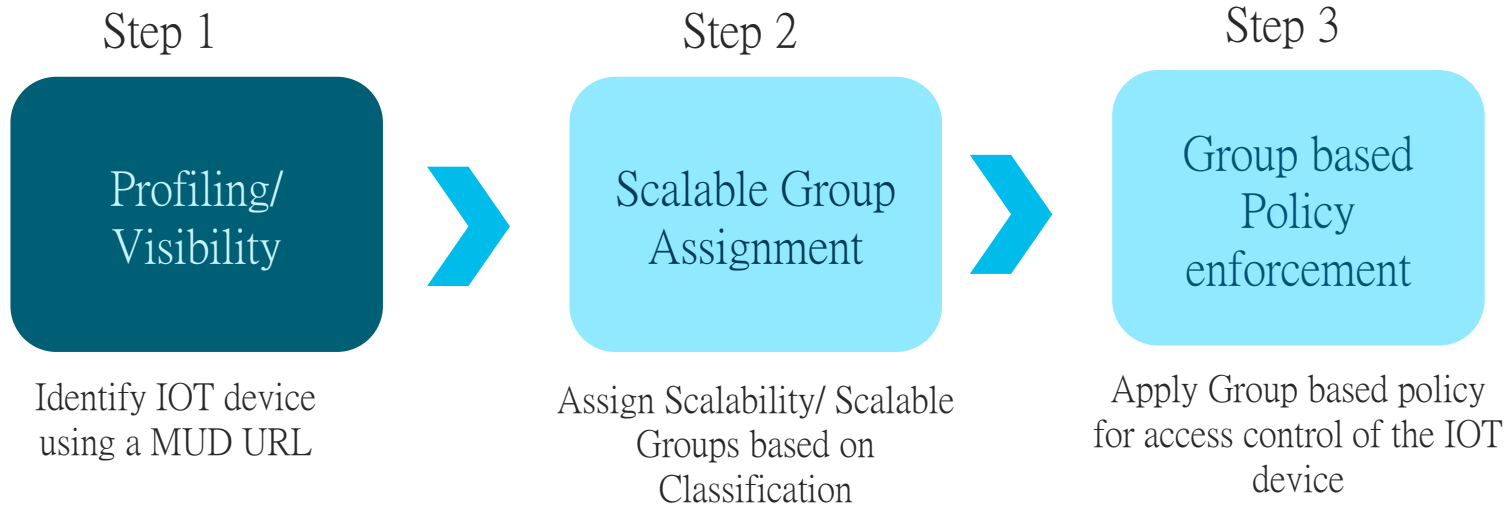 Step 1
Profiling/
Visibility
Identify IOT device
using a MUD URL
Step 2
Scalable Group
Assignment
Assign Scalability/ Scalable
Groups based on
Classification
Step 3
Group based
Policy
enforcement
Apply Group based policy
for access control of the IOT
device